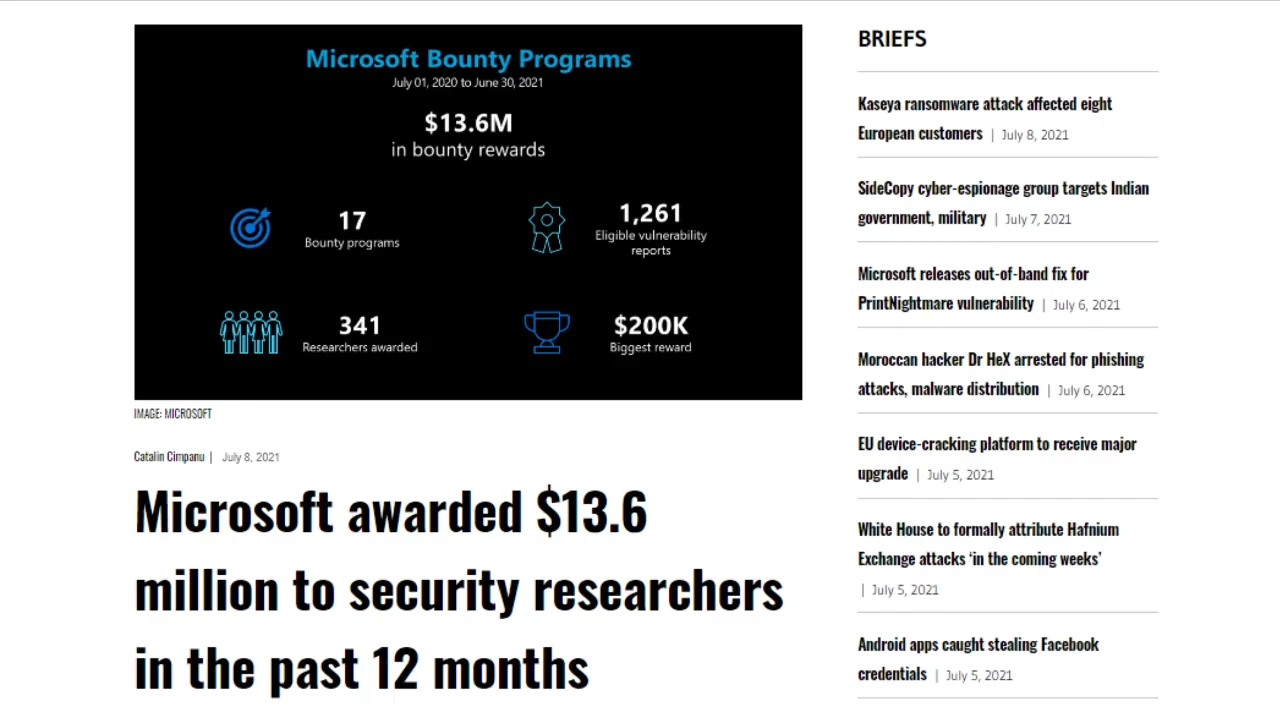 Microsoft Bounty Programs
July 01, 2020 to June 30, 2021
$13.6M
in bounty rewards
17
Bounty programs
1,261
Eligible vulnerability
reports
341
Researchers awarded
$200K
Biggest reward
IMAGE: MICROSOFT
Catalin Cimpanu | July 8, 2021
Microsoft awarded $13.6
million to security researchers
in the past 12 months
BRIEFS
Kaseya ransomware attack affected eight
European customers | July 8, 2021
SideCopy cyber-espionage group targets Indian
government, military | July 7, 2021
Microsoft releases out-of-band fix for
PrintNightmare vulnerability | July 6, 2021
Moroccan hacker Dr HeX arrested for phishing
attacks, malware distribution | July 6, 2021
EU device-cracking platform to receive major
upgrade | July 5, 2021
White House to formally attribute Hafnium
Exchange attacks ‘in the coming weeks’
| July 5, 2021
Android apps caught stealing Facebook
credentials | July 5, 2021